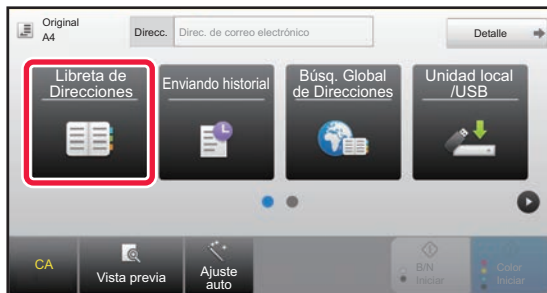 Original
A4
Direcc.
Direc. de correo electrónico
Detalle
Libreta de
Direcciones
Enviando historial
Búsq. Global
de Direcciones
Unidad local
/USB
CA
Vista previa
Ajuste
auto
B/N
Iniciar
Color
Iniciar